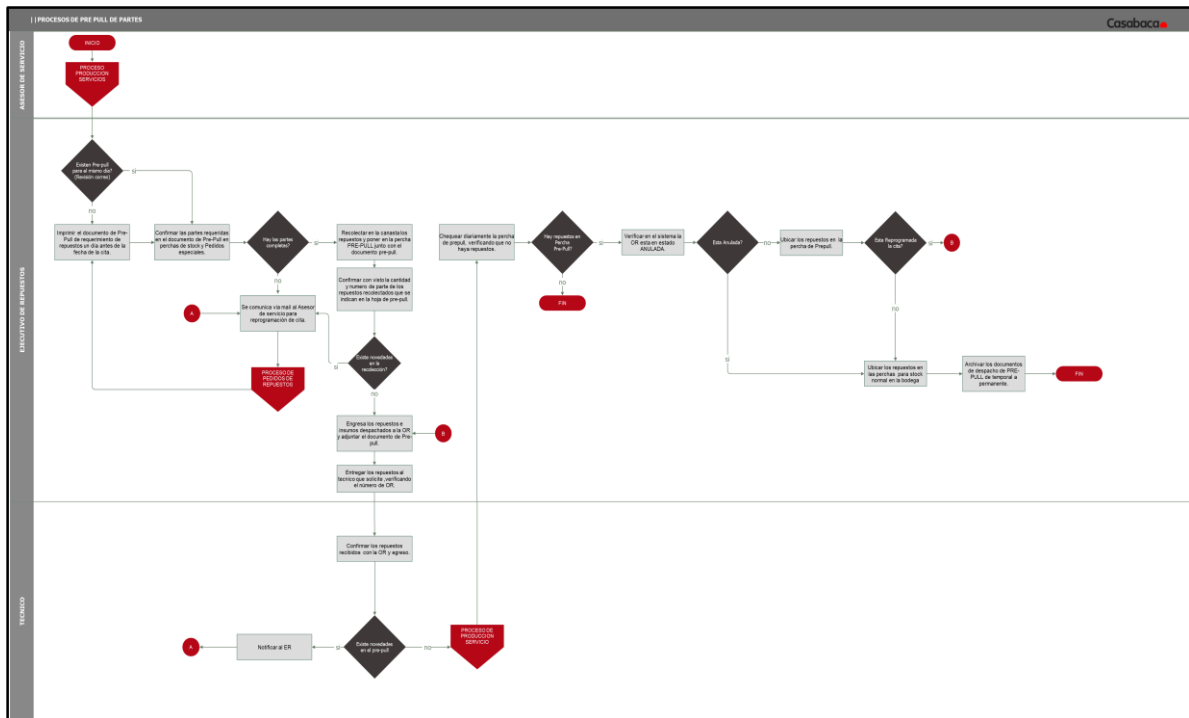 | | PROCESOS DE PRE PULL DE PARTES
Casabaca
ASESOR DE SERVICIO
INICIO
PROCESO
PRODUCCION
SERVICIOS
EJECUTIVO DE REPUESTOS
Existen Pre-pull
para el mismo dia?
(Revisión correo)
si
no
Imprimir el documento de Pre-
Pull de requerimiento de
repuestos un día antes de la
fecha de la cita.
Confirmar las partes requeridas
en el documento de Pre-Pull en
perchas de stock y Pedidos
especiales.
Hay las partes
completas?
si
no
Recolectar en la canasta los
repuestos y poner en la percha
PRE-PULL junto con el
documento pre-pull.
Confirmar con visto la cantidad
y numero de parte de los
repuestos recolectados que se
indican en la hoja de pre-pull.
A
Se comunica via mail al Asesor
de servicio para
reprogramación de cita.
PROCESO DE
PEDIDOS DE
REPUESTOS
Existe novedades
en la
recolección?
si
no
Engresa los repuestos e
insumos despachados a la OR
y adjuntar el documento de Pre-
pull.
B
Entregar los repuestos al
tecnico que solicite ,verificando
el número de OR.
Chequear diariamente la percha
de prepull, verificando que no
haya repuestos.
Hay repuestos en
Percha
Pre-Pull?
si
no
FIN
Verificar en el sistema la
OR esta en estado
ANULADA.
Esta Anulada?
no
si
Ubicar los repuestos en la
percha de Prepull.
Esta Reprogramada
la cita?
si
B
no
Ubicar los repuestos en
las perchas para stock
normal en la bodega
Archivar los documentos
de despacho de PRE-
PULL de temporal a
permanente.
FIN
TECNICO
Confirmar los repuestos
recibidos con la OR y egreso.
Existe novedades
en el pre-pull
si
no
Notificar al ER
A
PROCESO DE
PRODUCCION
SERVICIO